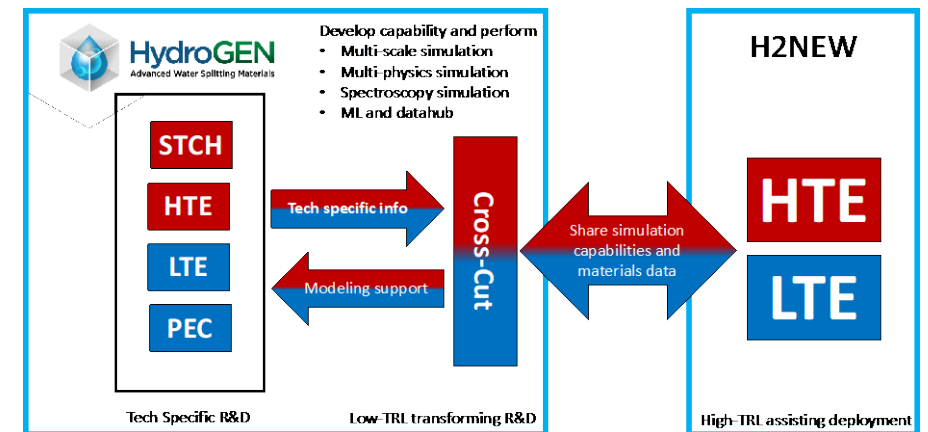 HydroGEN
Advanced Water Splitting Materials
Develop capability and perform
• Multi-scale simulation
• Multi-physics simulation
• Spectroscopy simulation
• ML and datahub
STCH
HTE
LTE
PEC
Tech specific info
Modeling support
Cross-Cut
Tech Specific R&D
Low-TRL transforming R&D
Share simulation
capabilities and
materials data
H2NEW
HTE
LTE
High-TRL assisting deployment